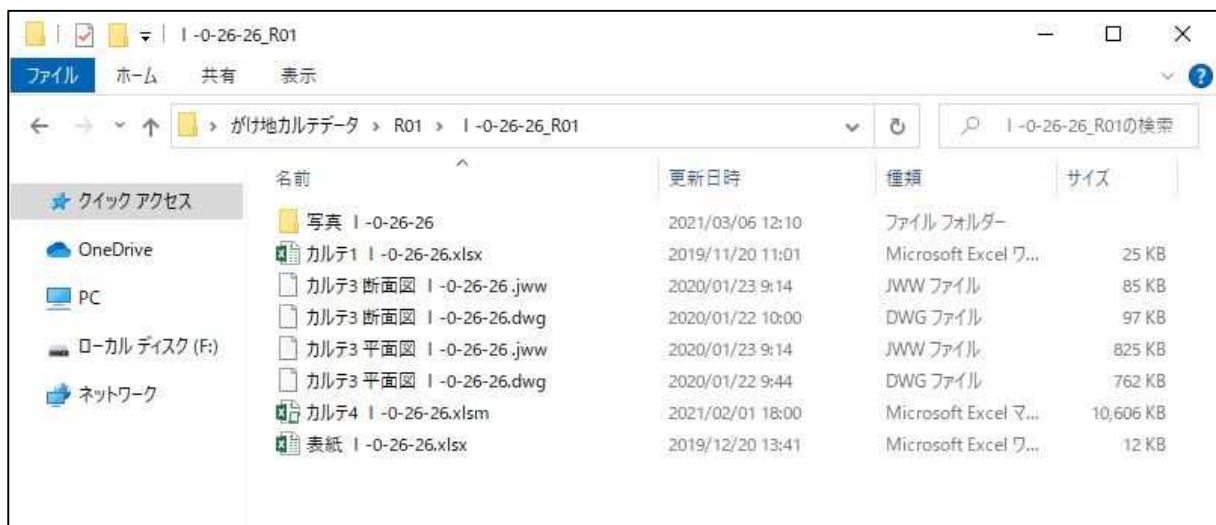 Ⅰ-0-26-26_R01
ファイル ホーム 共有 表示
がけ地カルテデータ › R01 › Ⅰ-0-26-26_R01 Ⅰ-0-26-26_R01の検索
名前 更新日時 種類 サイズ
クイック アクセス
OneDrive
PC
ローカル ディスク (F:)
ネットワーク
写真 Ⅰ-0-26-26 2021/03/06 12:10 ファイル フォルダー
カルテ1 Ⅰ-0-26-26.xlsx 2019/11/20 11:01 Microsoft Excel ワ... 25 KB
カルテ3 断面図 Ⅰ-0-26-26 .jww 2020/01/23 9:14 JWW ファイル 85 KB
カルテ3 断面図 Ⅰ-0-26-26.dwg 2020/01/22 10:00 DWG ファイル 97 KB
カルテ3 平面図 Ⅰ-0-26-26 .jww 2020/01/23 9:14 JWW ファイル 825 KB
カルテ3 平面図 Ⅰ-0-26-26.dwg 2020/01/22 9:44 DWG ファイル 762 KB
カルテ4 Ⅰ-0-26-26.xlsm 2021/02/01 18:00 Microsoft Excel マ... 10,606 KB
表紙 Ⅰ-0-26-26.xlsx 2019/12/20 13:41 Microsoft Excel ワ... 12 KB